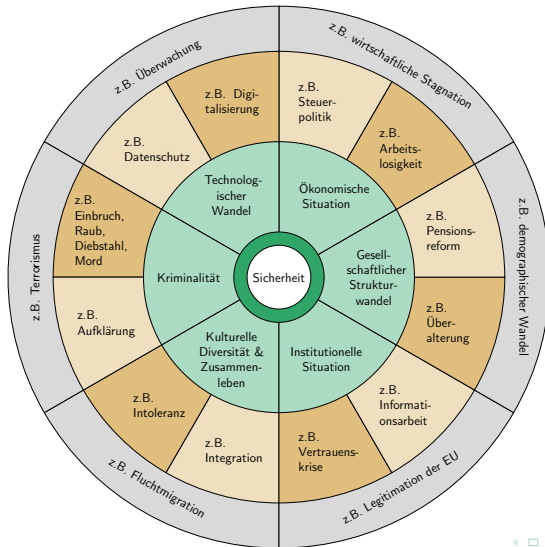 z.B. Überwachung
z.B. wirtschaftliche Stagnation
z.B. demographischer Wandel
z.B. Legitimation der EU
z.B. Fluchtmigration
z.B. Terrorismus
z.B. Digi-
talisierung
z.B.
Steuer-
politik
z.B.
Arbeits-
losigkeit
z.B.
Pensions-
reform
z.B.
Über-
alterung
z.B.
Informati-
onsarbeit
z.B.
Vertrauens-
krise
z.B.
Integration
z.B.
Intoleranz
z.B.
Aufklärung
z.B.
Einbruch,
Raub,
Diebstahl,
Mord
z.B.
Datenschutz
Technolog-
ischer
Wandel
Ökonomische
Situation
Gesell-
schaftlicher
Struktur-
wandel
Institutionelle
Situation
Kulturelle
Diversität &
Zusammen-
leben
Kriminalität
Sicherheit